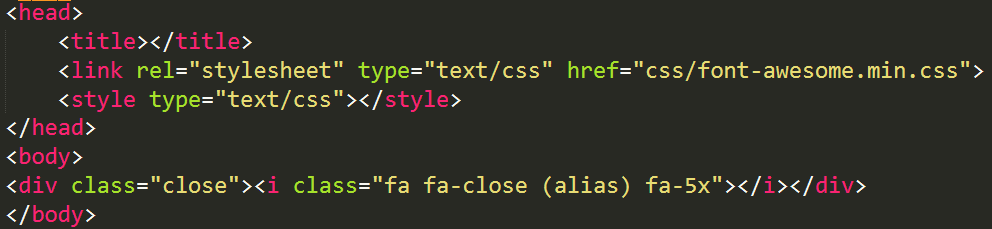 <head>
    <title></title>
    <link rel="stylesheet" type="text/css" href="css/font-awesome.min.css">
    <style type="text/css"></style>
</head>
<body>
<div class="close"><i class="fa fa-close (alias) fa-5x"></i></div>
</body>